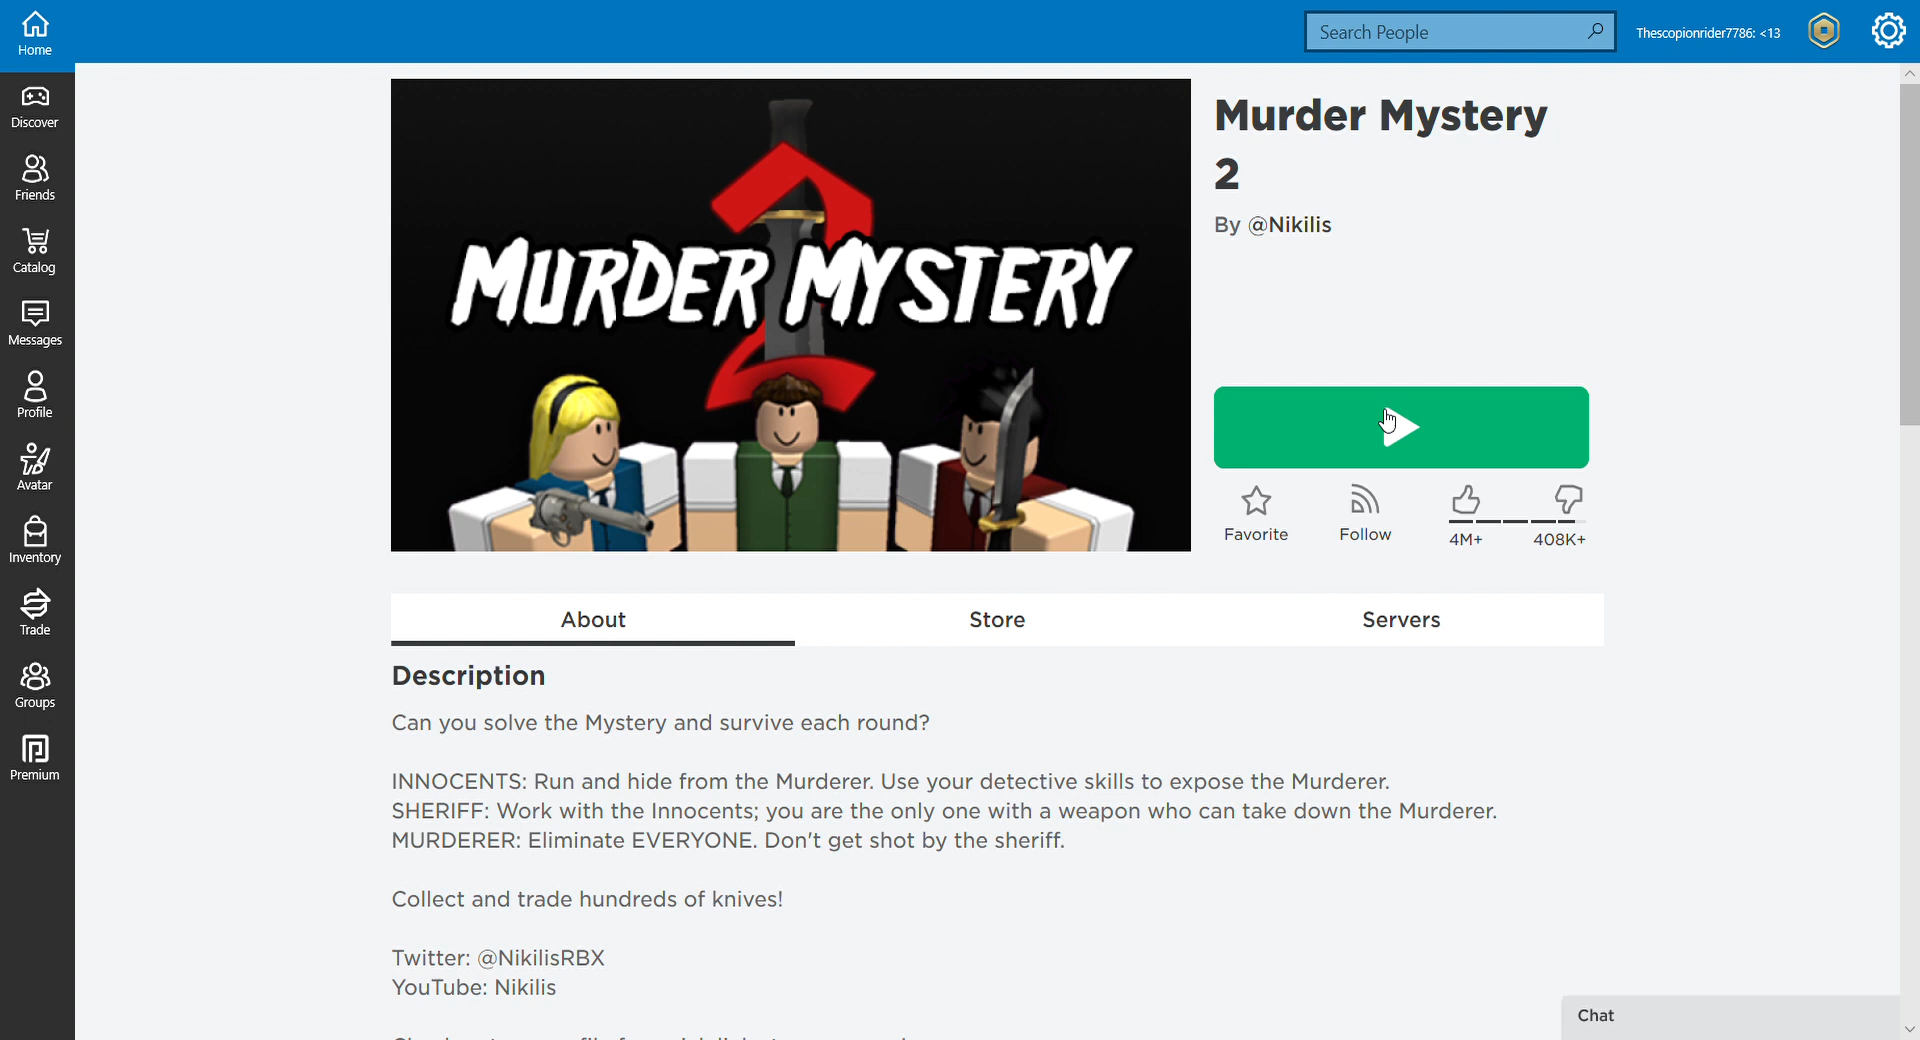 Home
Search People
Thescopionrider7786: <13
Discover
Friends
Catalog
Messages
Profile
Avatar
Inventory
Trade
Groups
Premium
2
MURDER MYSTERY
Murder Mystery
2
By @Nikilis
Favorite
Follow
4M+
408K+
About
Store
Servers
Description
Can you solve the Mystery and survive each round?
INNOCENTS: Run and hide from the Murderer. Use your detective skills to expose the Murderer.
SHERIFF: Work with the Innocents; you are the only one with a weapon who can take down the Murderer.
MURDERER: Eliminate EVERYONE. Don't get shot by the sheriff.
Collect and trade hundreds of knives!
Twitter: @NikilisRBX
YouTube: Nikilis
Chat